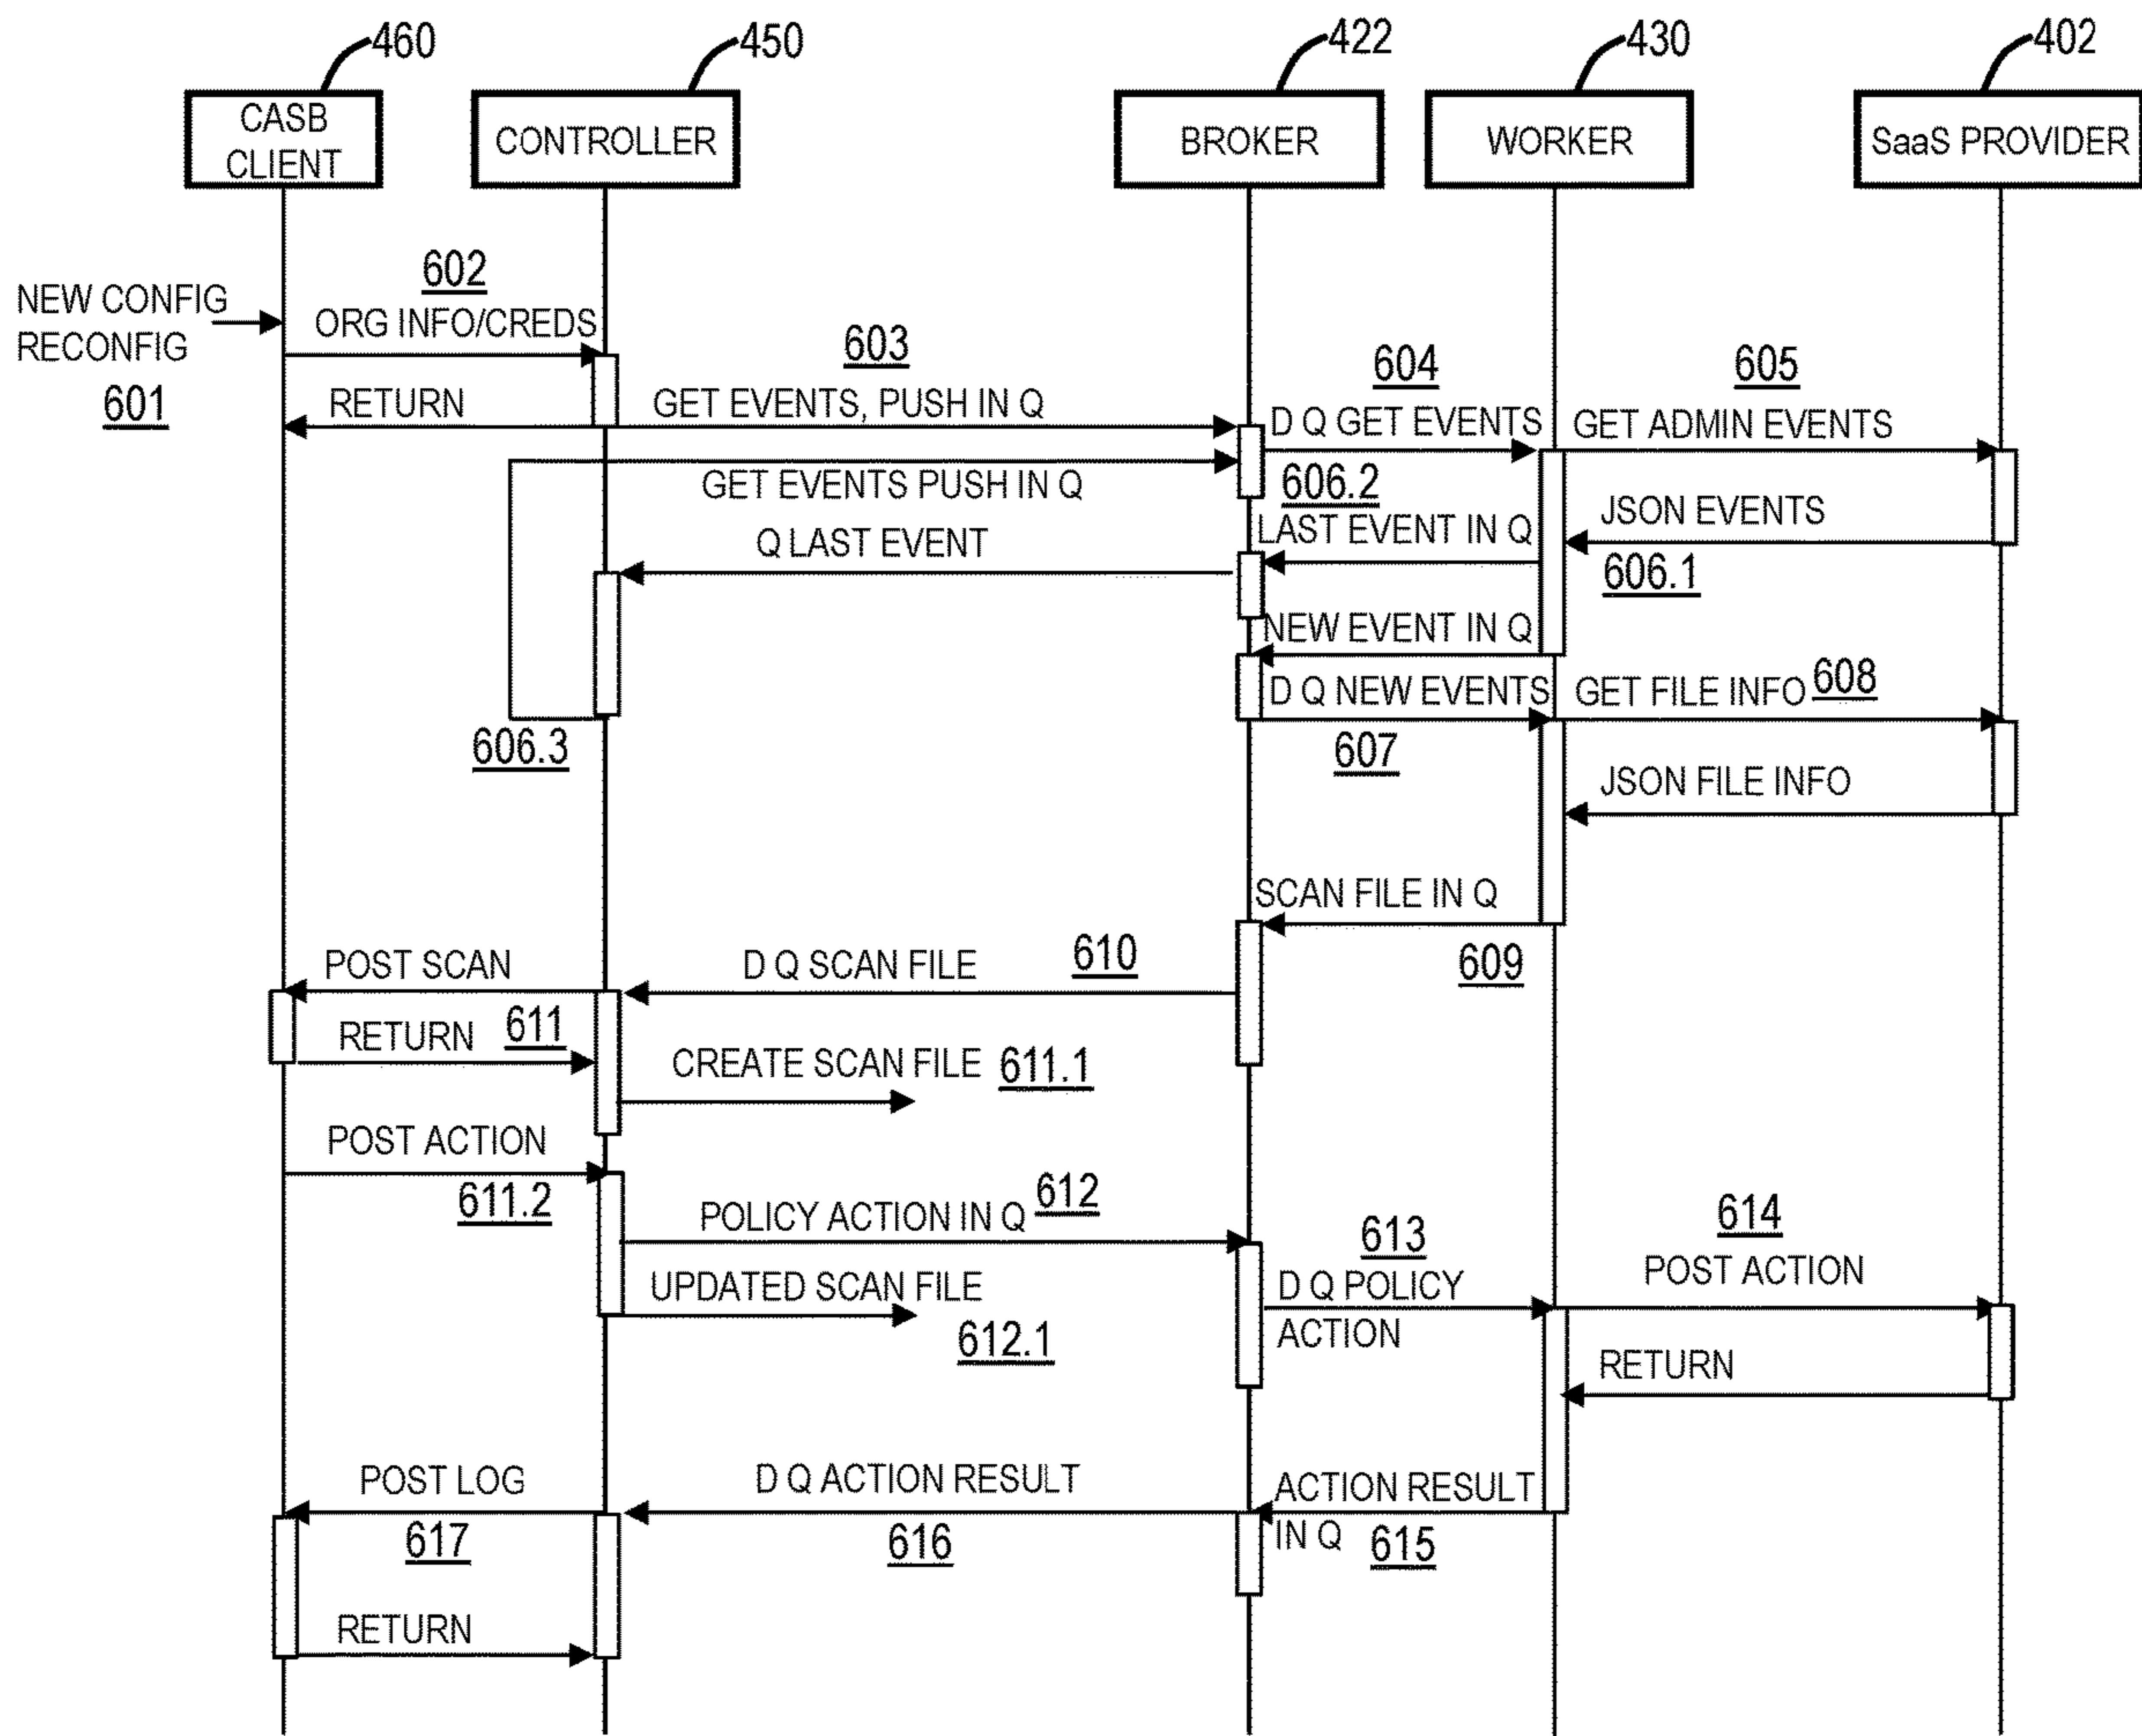 460
450
422
430
402
CASB
CLIENT
CONTROLLER
BROKER
WORKER
SaaS PROVIDER
602
NEW CONFIG
RECONFIG
601
ORG INFO/CREDS
603
604
605
RETURN
GET EVENTS, PUSH IN Q
D Q GET EVENTS
GET ADMIN EVENTS
GET EVENTS PUSH IN Q
606.2
JSON EVENTS
Q LAST EVENT
LAST EVENT IN Q
606.1
NEW EVENT IN Q
D Q NEW EVENTS
GET FILE INFO 608
606.3
607
JSON FILE INFO
SCAN FILE IN Q
609
POST SCAN
D Q SCAN FILE
610
RETURN
611
CREATE SCAN FILE 611.1
POST ACTION
611.2
POLICY ACTION IN Q 612
613
614
UPDATED SCAN FILE
612.1
D Q POLICY
ACTION
POST ACTION
RETURN
POST LOG
617
D Q ACTION RESULT
616
ACTION RESULT
IN Q
615
RETURN